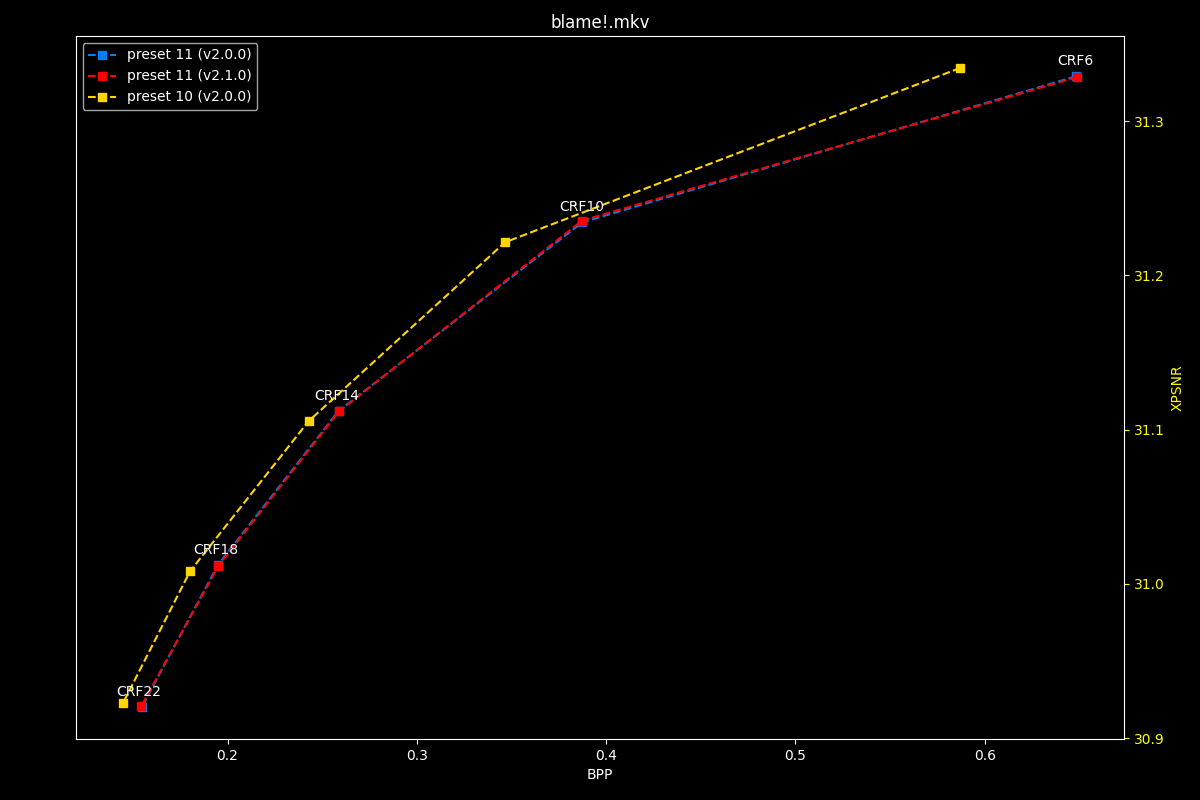 blame!.mkv
preset 11 (v2.0.0)
preset 11 (v2.1.0)
preset 10 (v2.0.0)
CRF6
CRF10
CRF14
CRF18
CRF22
31.3
31.2
31.1
31.0
30.9
XPSNR
0.2 0.3 0.4 0.5 0.6
BPP